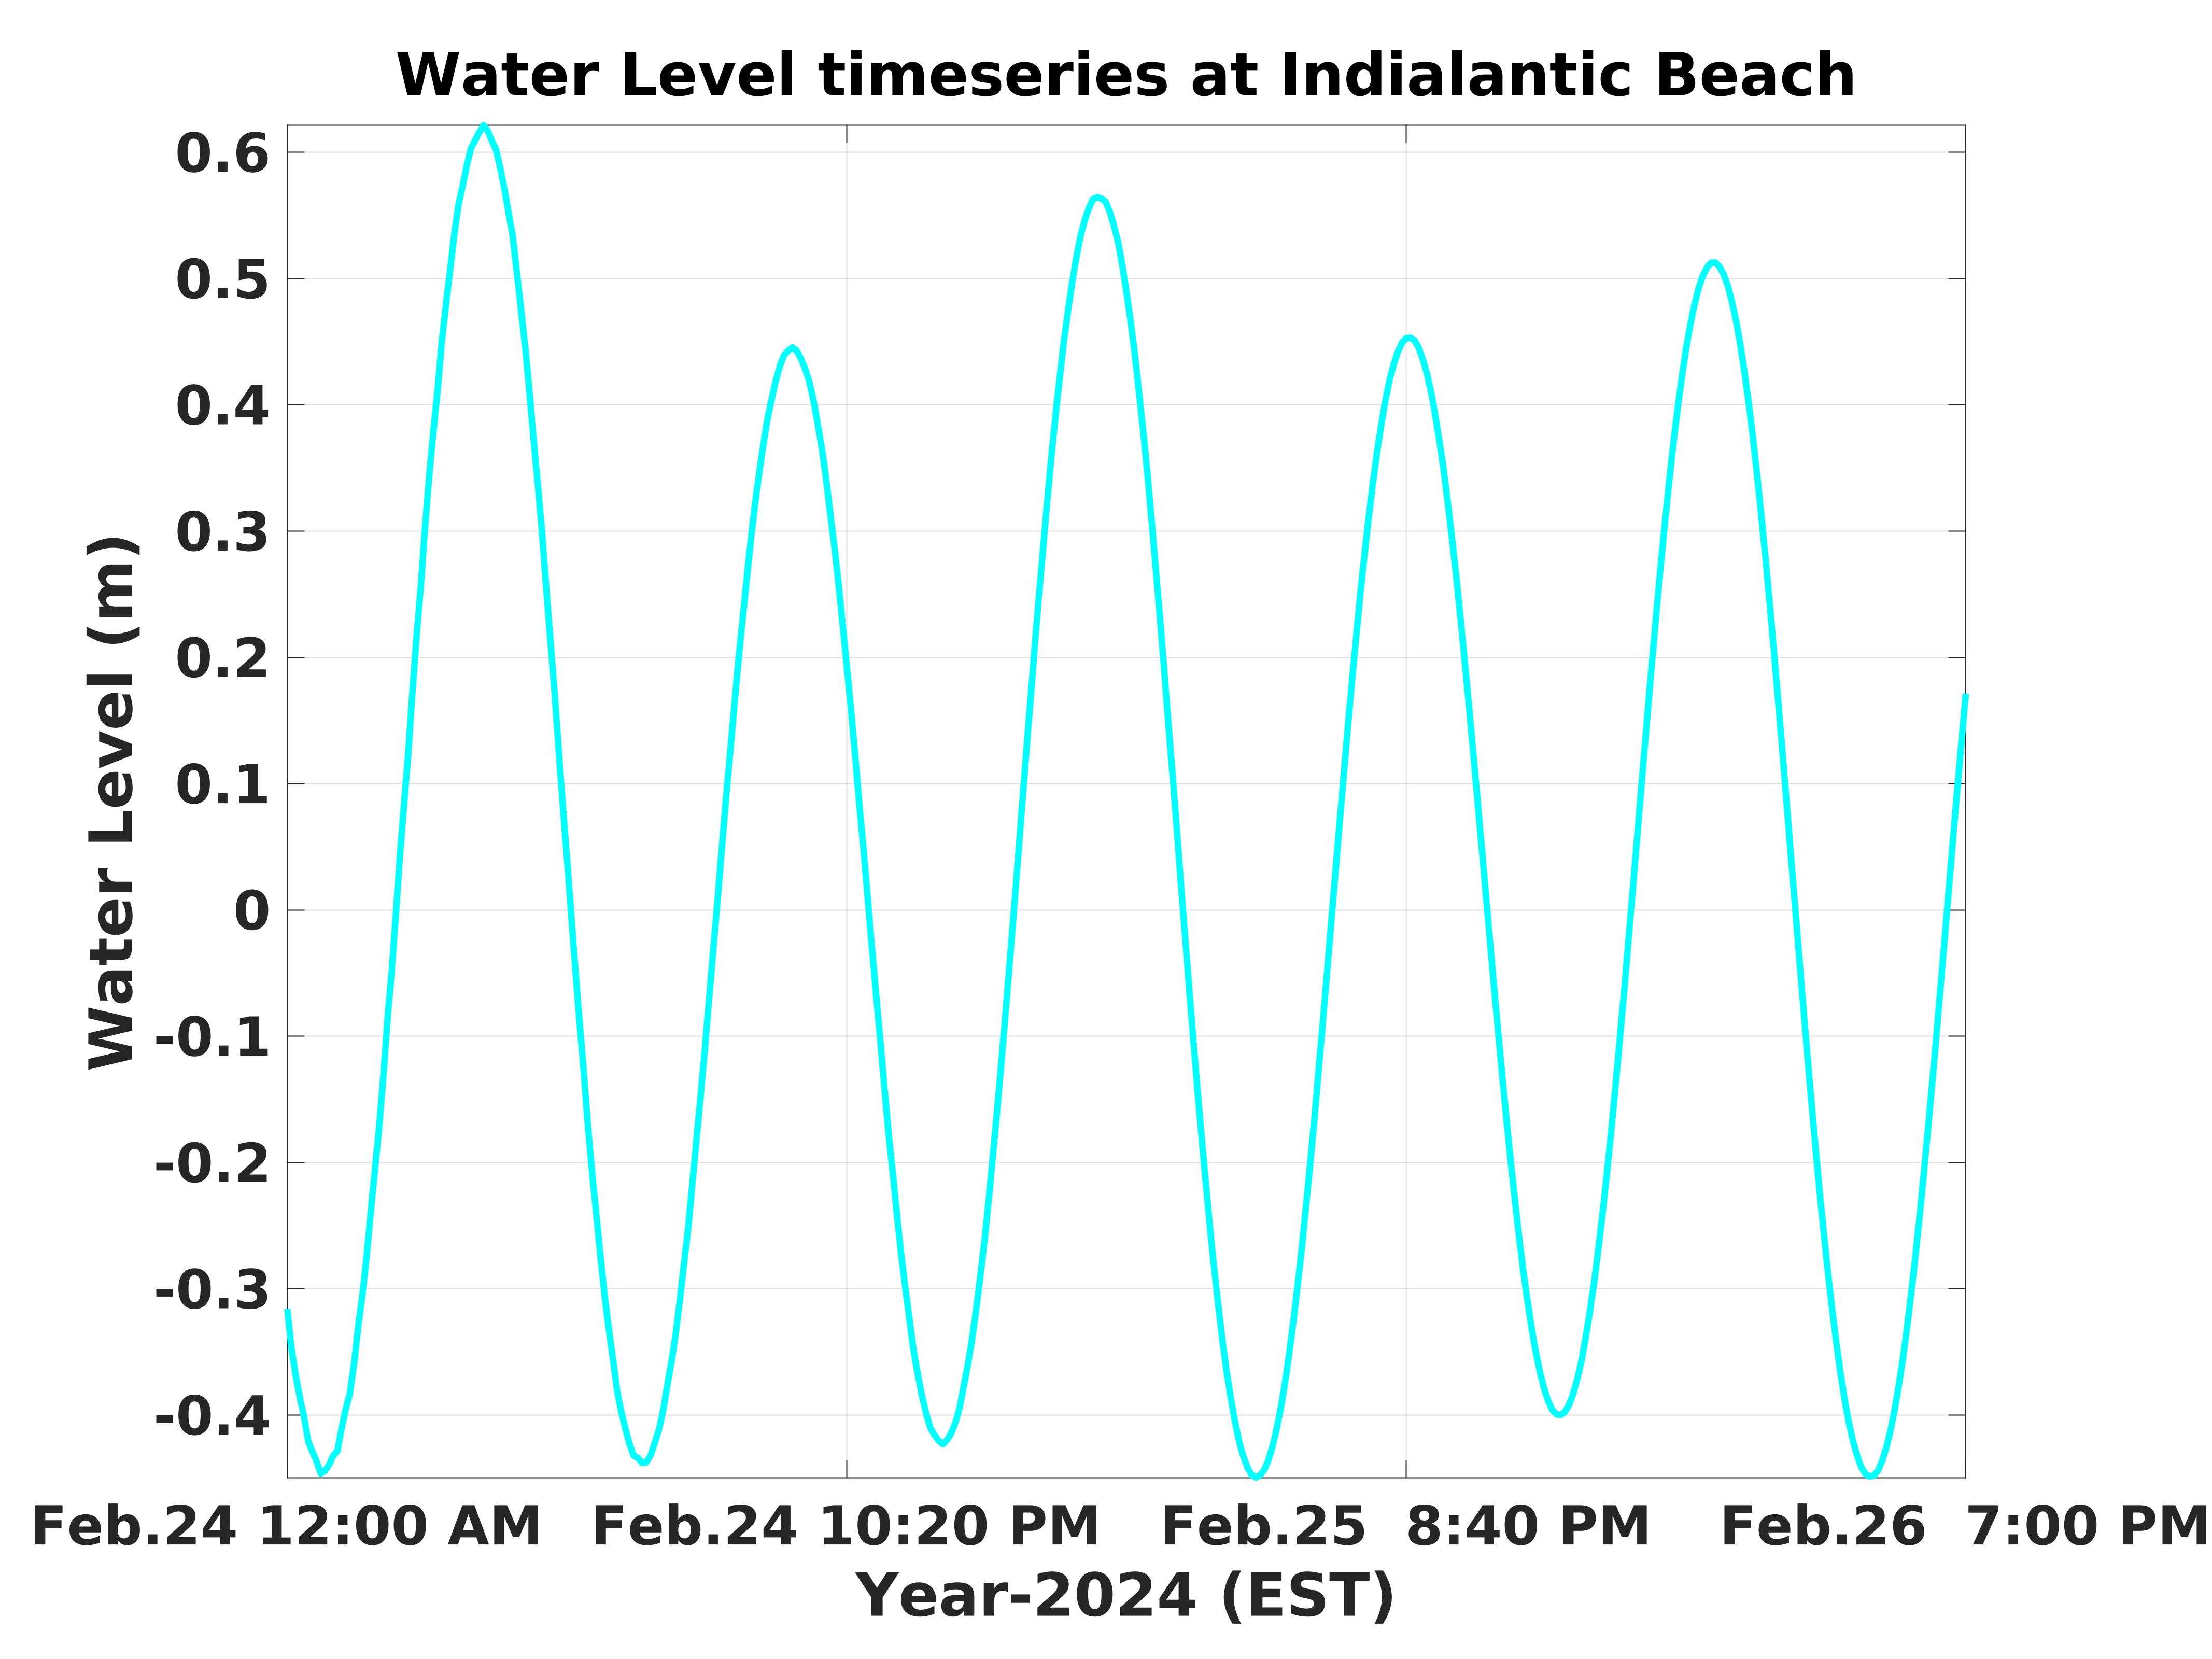 Water Level timeseries at Indialantic Beach
0.6
0.5
0.4
0.3
0.2
0.1
0
-0.1
-0.2
-0.3
-0.4
Water Level (m)
Feb.24 12:00 AM Feb.24 10:20 PM Feb.25 8:40 PM Feb.26 7:00 PM
Year-2024 (EST)